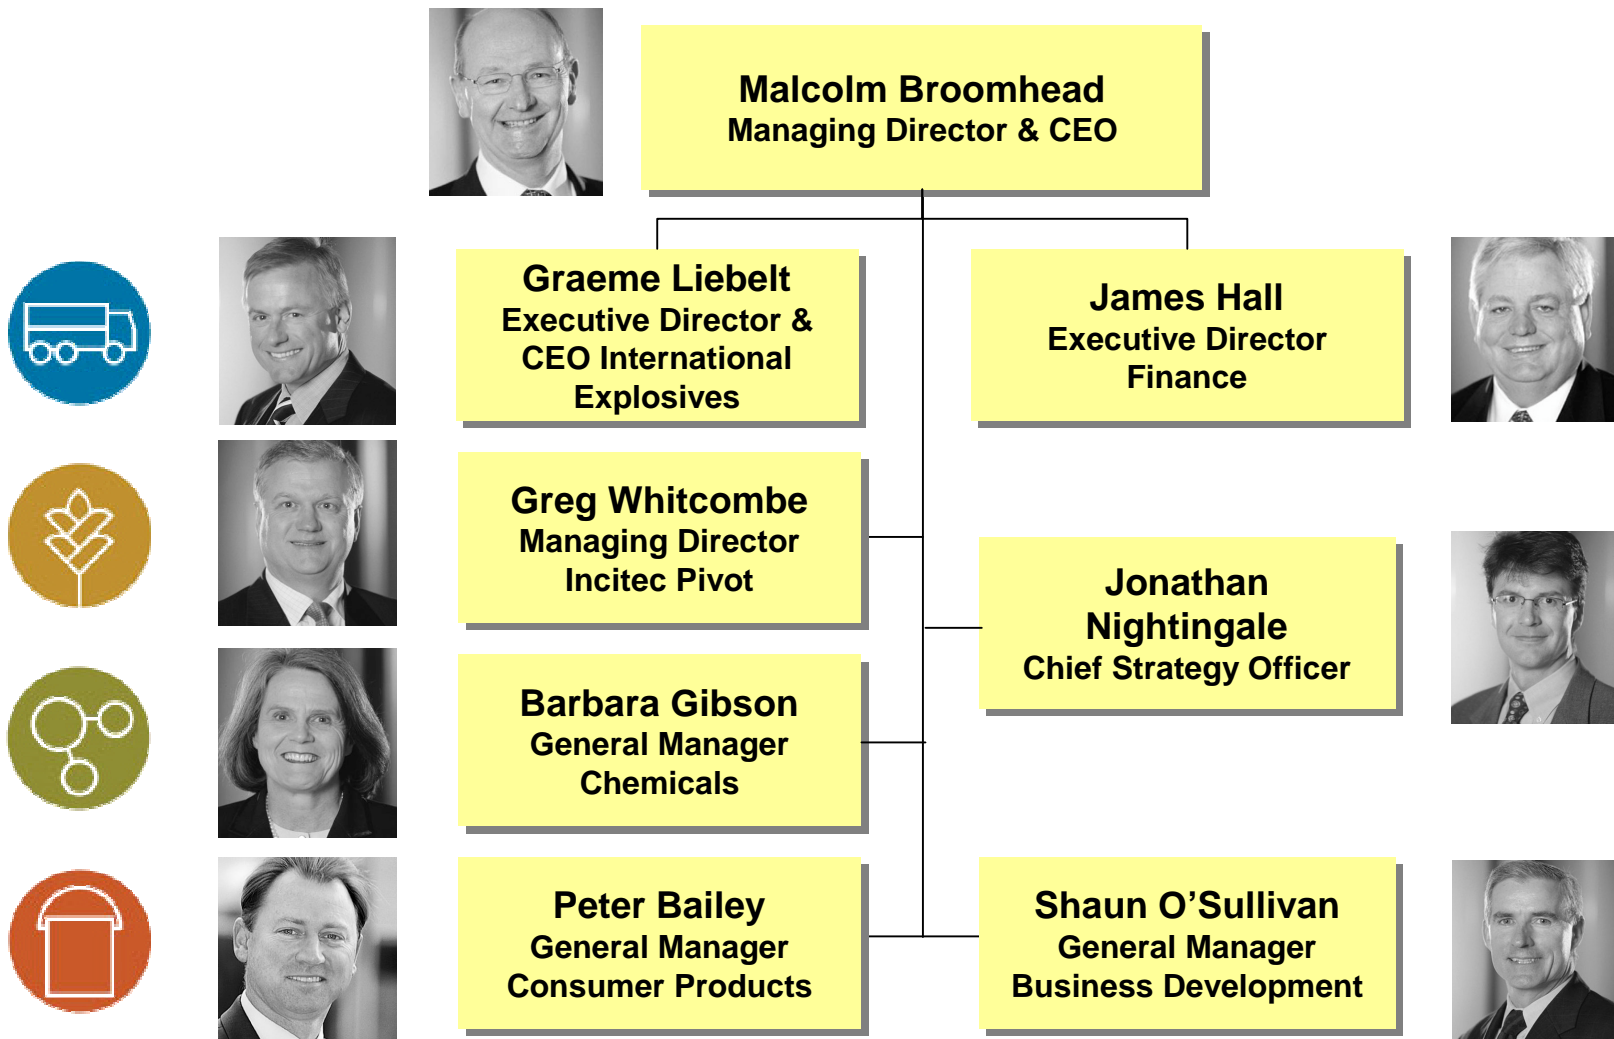 Malcolm Broomhead
Managing Director & CEO
Graeme Liebelt
Executive Director &
CEO International
Explosives
James Hall
Executive Director
Finance
Greg Whitcombe
Managing Director
Incitec Pivot
Jonathan
Nightingale
Chief Strategy Officer
Barbara Gibson
General Manager
Chemicals
Peter Bailey
General Manager
Consumer Products
Shaun O’Sullivan
General Manager
Business Development